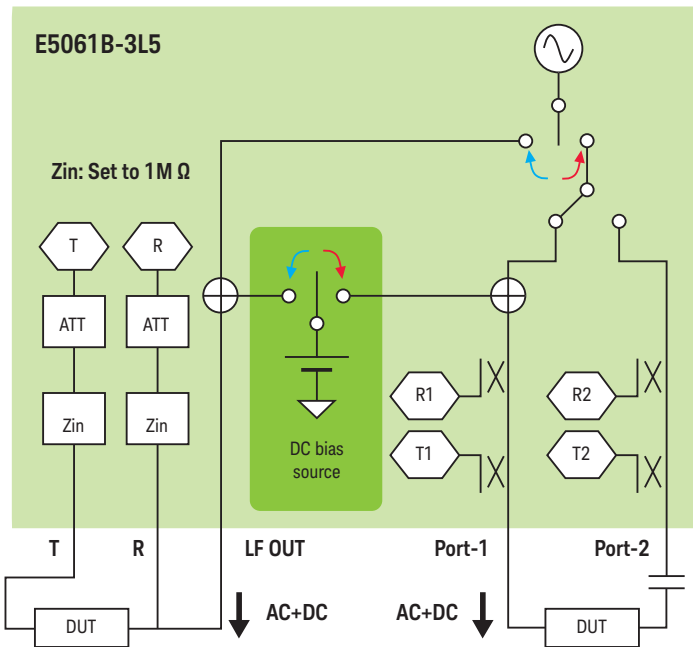 E5061B-3L5
Zin: Set to 1M Ω
T
R
ATT
ATT
Zin
Zin
R1
R2
T1
T2
DC bias
source
T
R
LF OUT
Port-1
Port-2
AC+DC
AC+DC
DUT
DUT